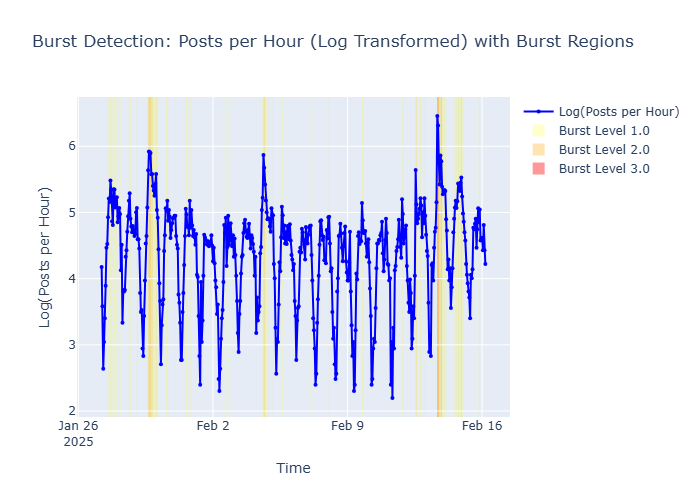 Burst Detection: Posts per Hour (Log Transformed) with Burst Regions
Log(Posts per Hour)
Burst Level 1.0
Burst Level 2.0
Burst Level 3.0
6
5
4
3
2
Log(Posts per Hour)
Jan 26
2025
Feb 2
Feb 9
Feb 16
Time